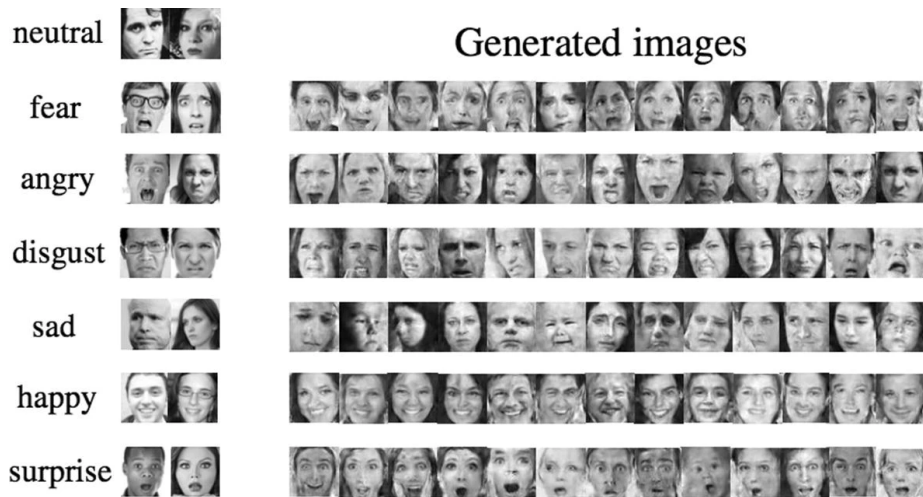 neutral
Generated images
fear
angry
disgust
sad
happy
surprise